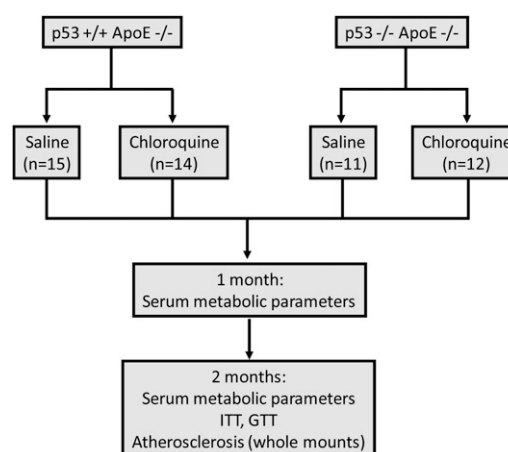 p53 +/+ ApoE -/-
p53 -/- ApoE -/-
Saline
(n=15)
Chloroquine
(n=14)
Saline
(n=11)
Chloroquine
(n=12)
1 month:
Serum metabolic parameters
2 months:
Serum metabolic parameters
ITT, GTT
Atherosclerosis (whole mounts)